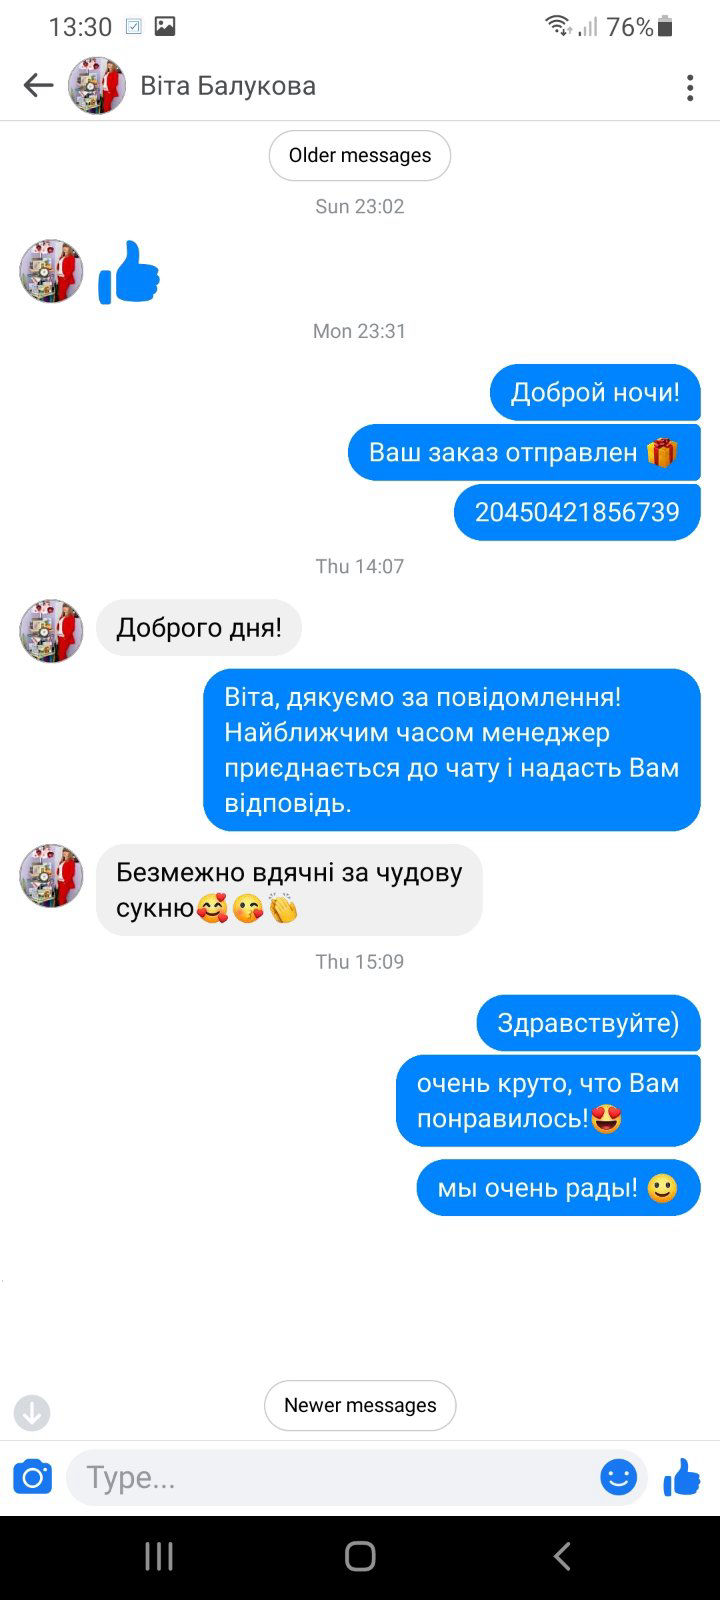 13:30
76%
Віта Балукова
Older messages
Sun 23:02
Mon 23:31
Доброй ночи!
Ваш заказ отправлен 🎁
20450421856739
Thu 14:07
Доброго дня!
Віта, дякуємо за повідомлення!
Найближчим часом менеджер
приєднається до чату і надасть Вам
відповідь.
Безмежно вдячні за чудову
сукню🥰😘👏
Thu 15:09
Здравствуйте)
очень круто, что Вам
понравилось!😍
мы очень рады! 🙂
Newer messages
Type...